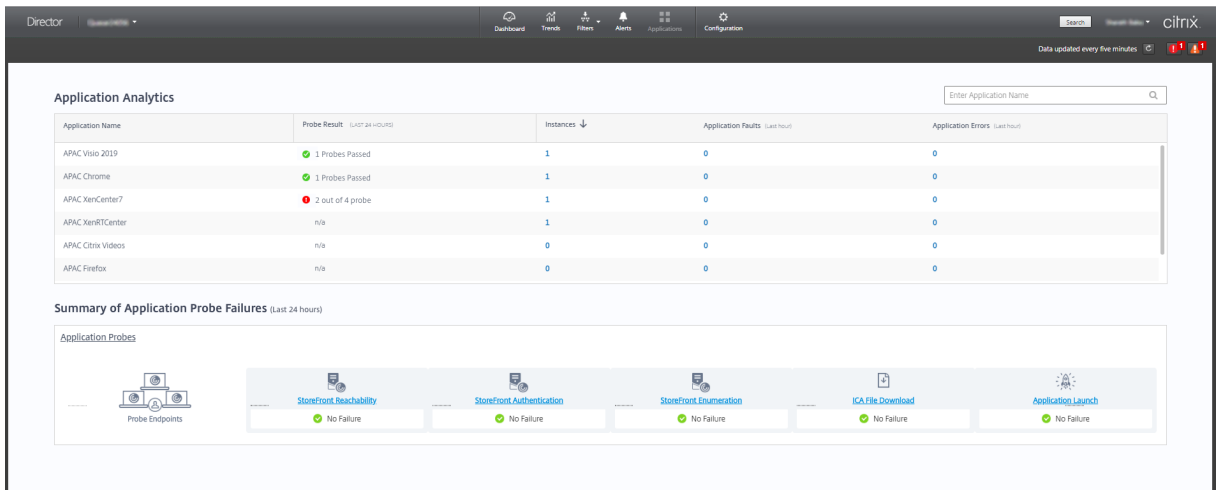 Director
Dashboard Trends Filters Alerts Applications Configuration
Search
citrix
Data updated every five minutes
1 1
Application Analytics
Enter Application Name
Application Name Probe Result (LAST 24 HOURS) Instances Application Faults (Last hour) Application Errors (Last hour)
APAC Visio 2019 1 Probes Passed 1 0 0
APAC Chrome 1 Probes Passed 1 0 0
APAC XenCenter7 2 out of 4 probe 1 0 0
APAC XenRTCenter n/a 1 0 0
APAC Citrix Videos n/a 0 0 0
APAC Firefox n/a 0 0 0
Summary of Application Probe Failures (Last 24 hours)
Application Probes
Probe Endpoints
StoreFront Reachability StoreFront Authentication StoreFront Enumeration ICA File Download Application Launch
No Failure No Failure No Failure No Failure No Failure